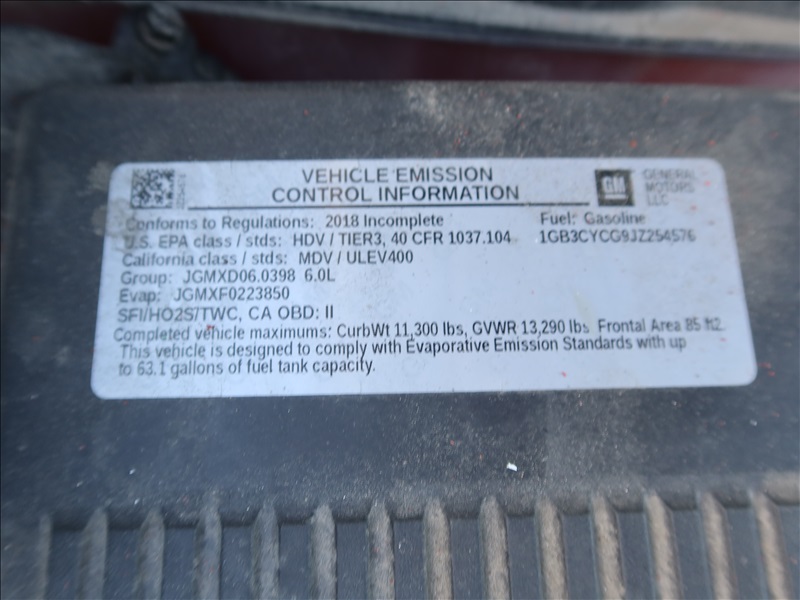 VEHICLE EMISSION
CONTROL INFORMATION
GM
GENERAL
MOTORS
LLC
Conforms to Regulations: 2018 Incomplete
Fuel: Gasoline
U.S. EPA class / stds: HDV / TIER3, 40 CFR 1037.104
1GB3CYCG9JZ254576
California class / stds: MDV / ULEV400
Group: JGMXD06.0398 6.0L
Evap: JGMXF0223850
SFI/HO2S/TWC, CA OBD: II
Completed vehicle maximums: CurbWt 11,300 lbs, GVWR 13,290 lbs Frontal Area 85 ft2.
This vehicle is designed to comply with Evaporative Emission Standards with up
to 63.1 gallons of fuel tank capacity.